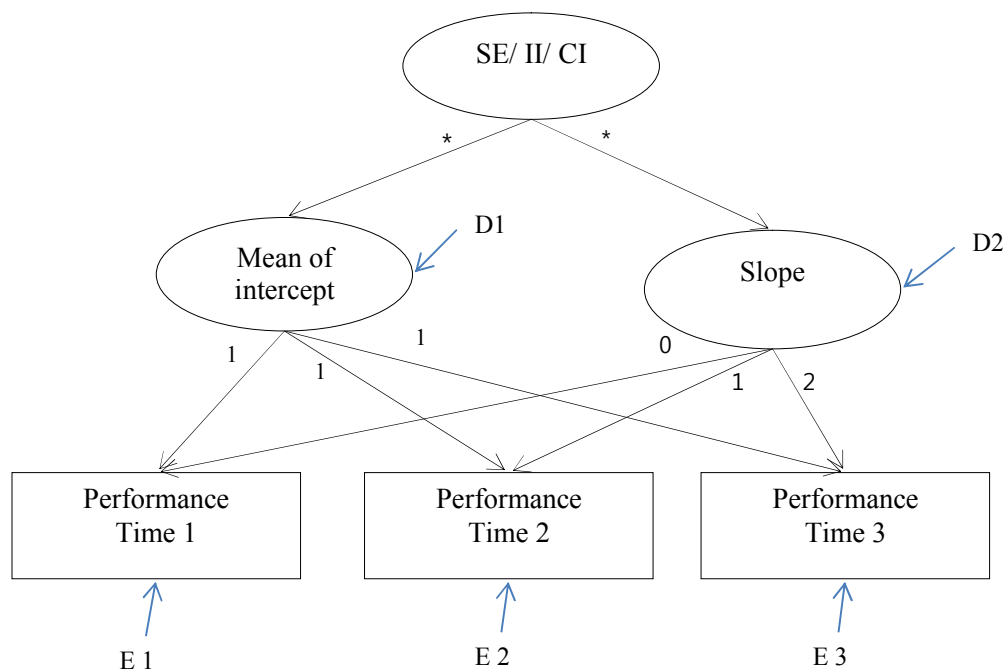 SE/ II/ CI
*
*
D1
D2
Mean of
intercept
Slope
1
1
1
0
1
2
Performance
Time 1
Performance
Time 2
Performance
Time 3
E 1
E 2
E 3